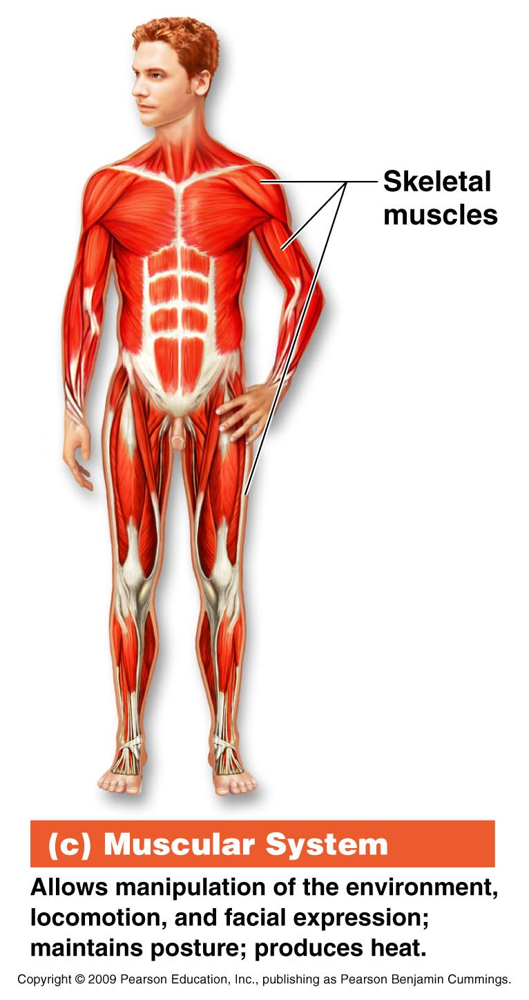 Skeletal
muscles
(c) Muscular System
Allows manipulation of the environment,
locomotion, and facial expression;
maintains posture; produces heat.
Copyright © 2009 Pearson Education, Inc., publishing as Pearson Benjamin Cummings.